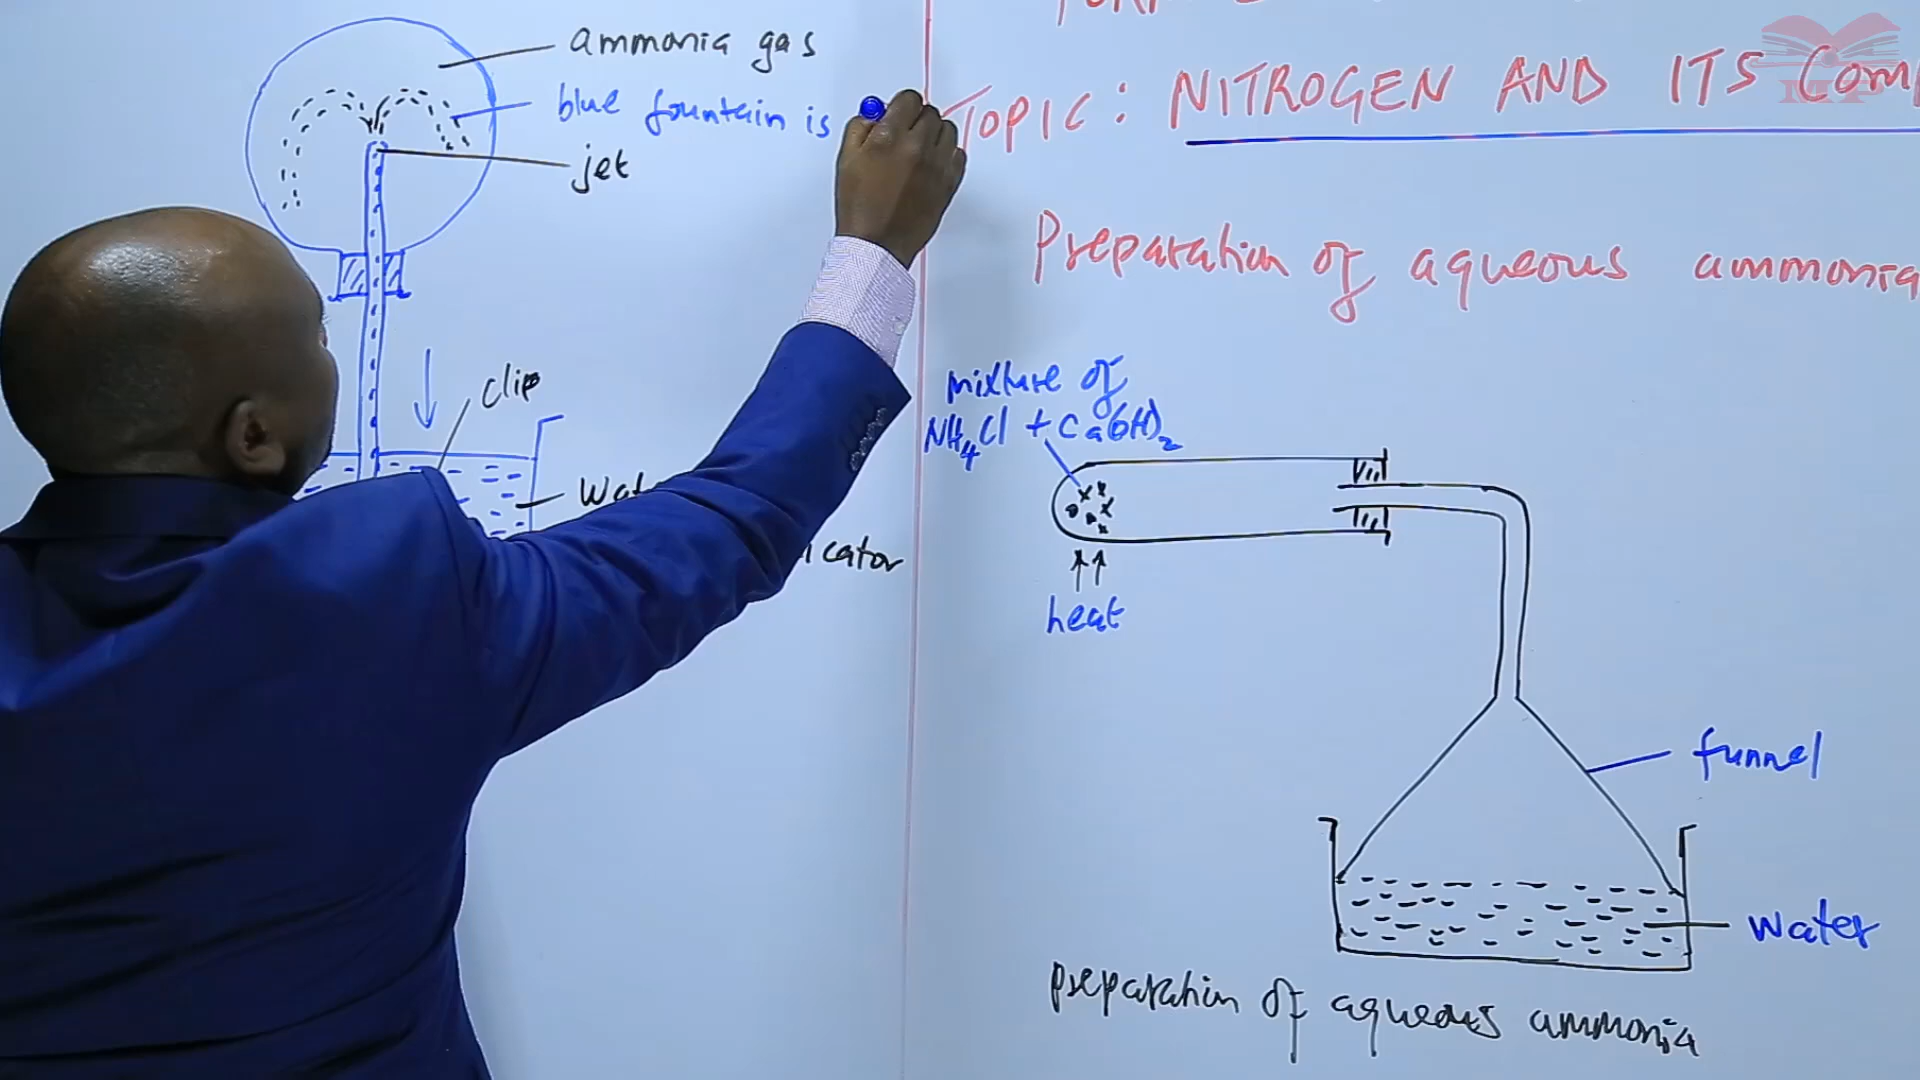 ammonia gas
blue fountain is
jet
clip
TOPIC: NITROGEN AND ITS
Preparation of aqueous ammonia
mixture of
NH₄Cl + Ca(OH)₂
heat
funnel
water
preparation of aqueous ammonia
MP